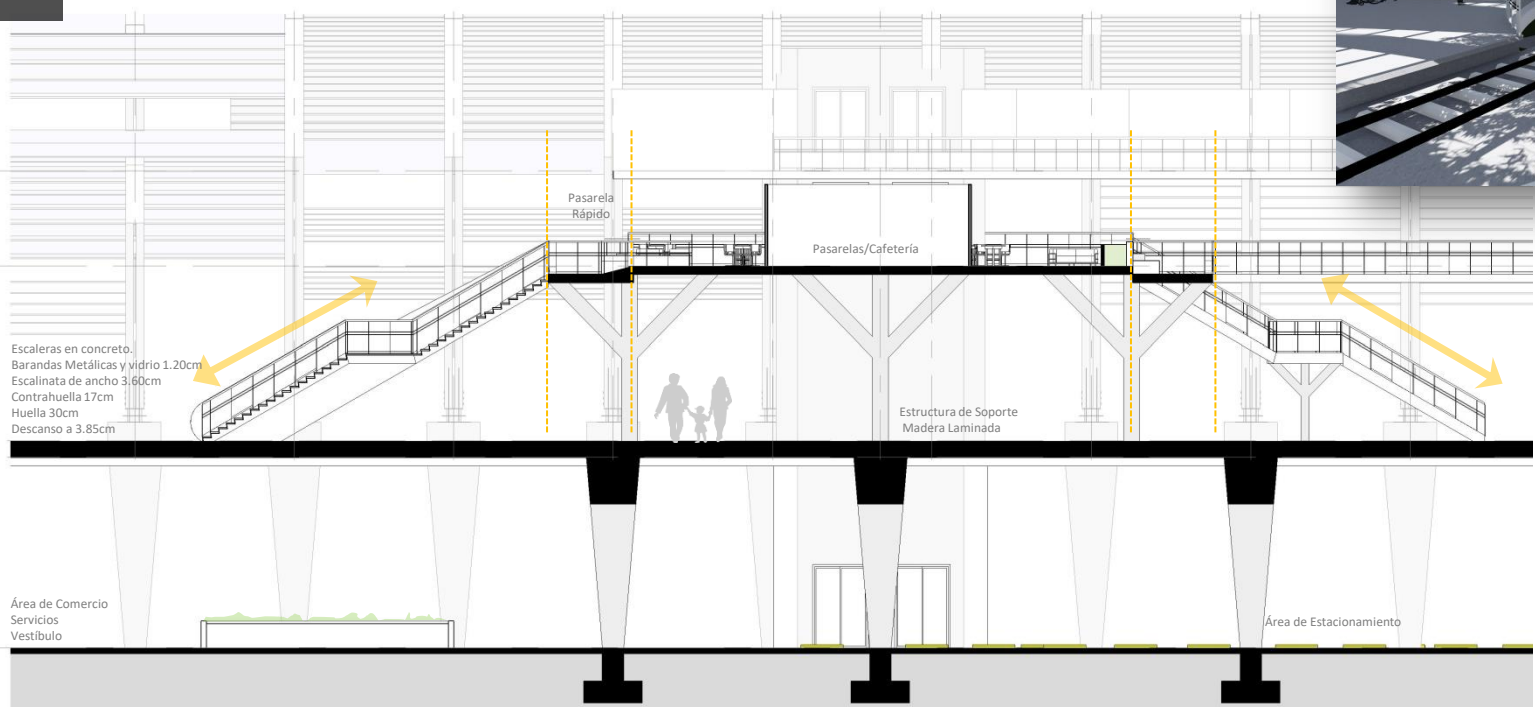 Pasarela
Rápido
Pasarelas/Cafetería
Escaleras en concreto.
Barandas Metálicas y vidrio 1.20cm
Escalinata de ancho 3.60cm
Contrahuella 17cm
Huella 30cm
Descanso a 3.85cm
Estructura de Soporte
Madera Laminada
Área de Comercio
Servicios
Vestíbulo
Área de Estacionamiento